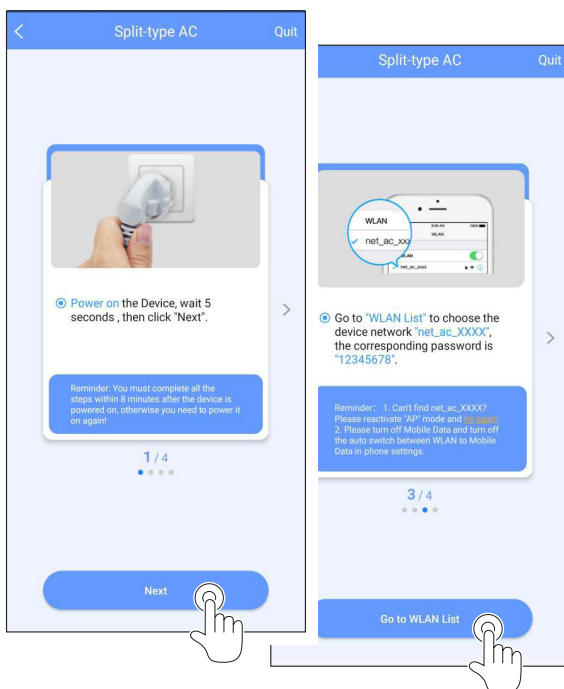 Split-type AC
Quit
Power on the Device, wait 5
seconds , then click "Next".
Reminder: You must complete all the
steps within 8 minutes after the device is
powered on, otherwise you need to power it
on again!
1 / 4
Next
Split-type AC
Quit
WLAN
net_ac_xxx
WLAN
WLAN
net_ac_xxxx
Go to "WLAN List" to choose the
device network "net_ac_XXXX",
the corresponding password is
"12345678".
Reminder: 1. Can't find net_ac_XXXX?
Please reactivate "AP" mode and try again.
2. Please turn off Mobile Data and turn off
the auto switch between WLAN to Mobile
Data in phone settings.
3 / 4
Go to WLAN List